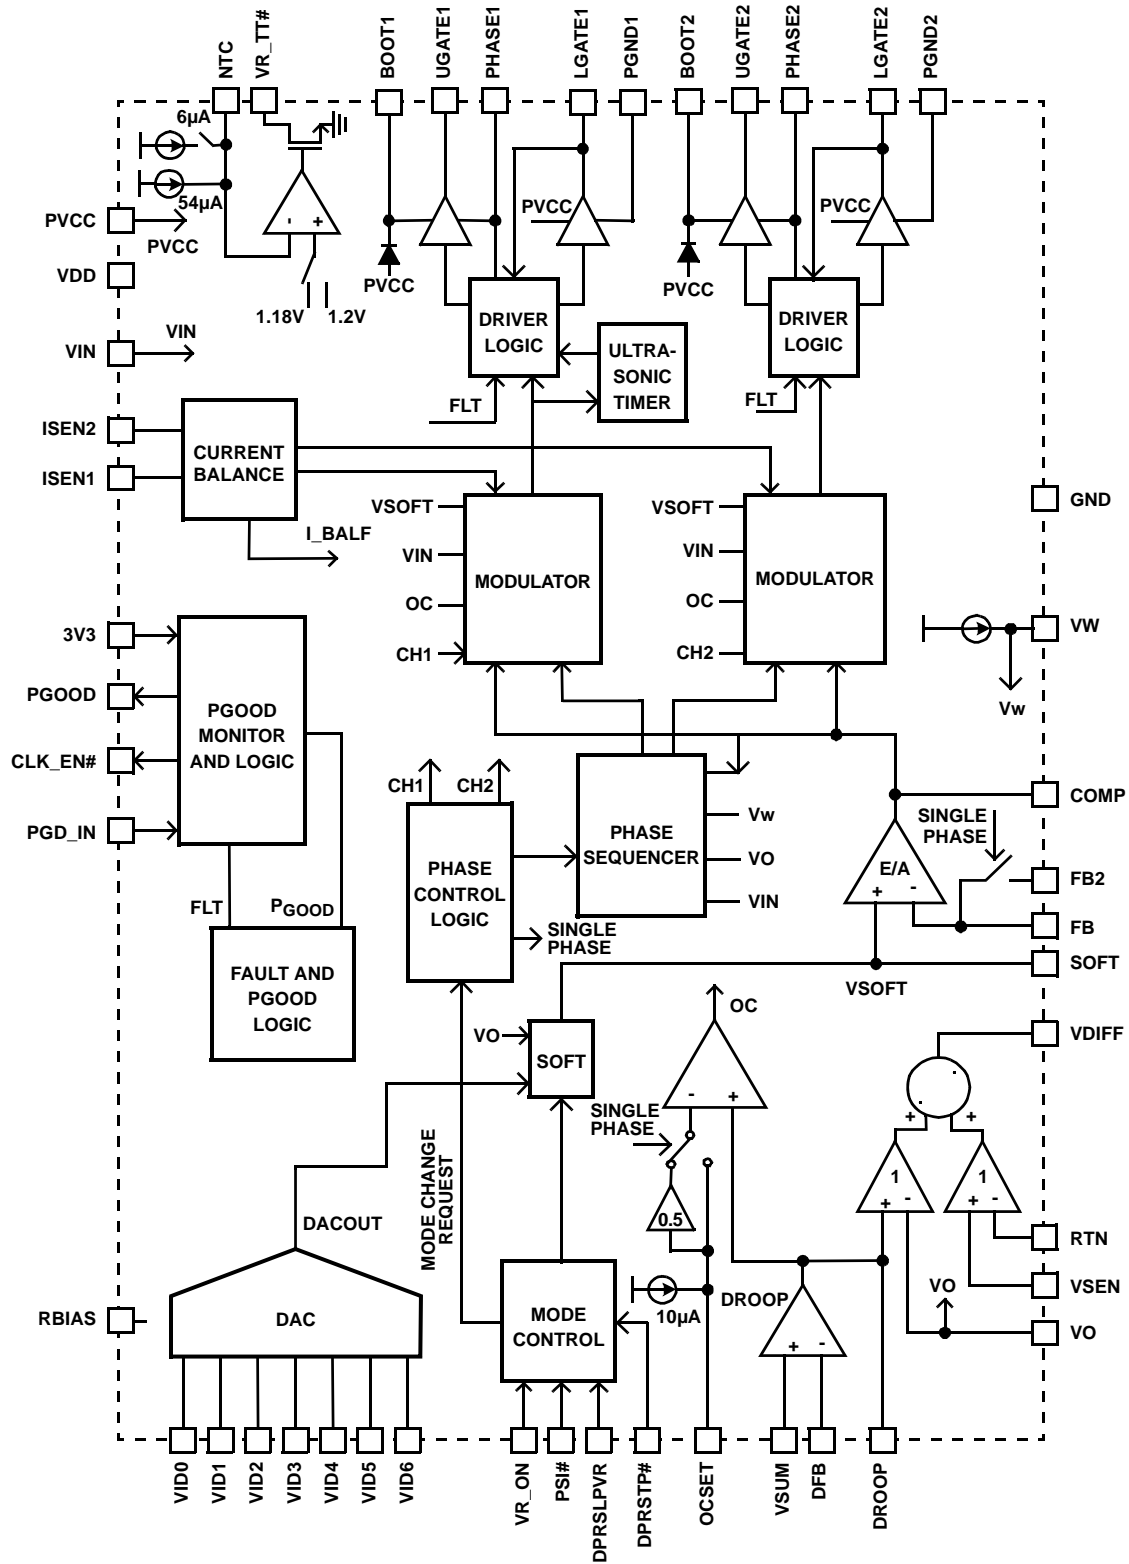 NTC
VR_TT#
BOOT1
UGATE1
PHASE1
LGATE1
PGND1
BOOT2
UGATE2
PHASE2
LGATE2
PGND2
6µA
54µA
PVCC
PVCC
- +
1.18V
1.2V
PVCC
PVCC
PVCC
PVCC
VDD
VIN
VIN
DRIVER
LOGIC
ULTRA-
SONIC
TIMER
DRIVER
LOGIC
FLT
FLT
ISEN2
ISEN1
CURRENT
BALANCE
I_BALF
VSOFT
VIN
OC
CH1
MODULATOR
VSOFT
VIN
OC
CH2
MODULATOR
GND
VW
Vw
3V3
PGOOD
CLK_EN#
PGD_IN
PGOOD
MONITOR
AND LOGIC
FLT
PGOOD
FAULT AND
PGOOD
LOGIC
CH1
CH2
PHASE
CONTROL
LOGIC
SINGLE
PHASE
PHASE
SEQUENCER
Vw
VO
VIN
COMP
SINGLE
PHASE
E/A
+ -
FB2
FB
SOFT
VSOFT
VO
SOFT
OC
- +
SINGLE
PHASE
0.5
10µA
VDIFF
- -
+ +
1
+ -
1
+ -
RTN
VSEN
VO
VO
DROOP
+ -
MODE CHANGE
REQUEST
DACOUT
DAC
RBIAS
MODE
CONTROL
VID0
VID1
VID2
VID3
VID4
VID5
VID6
VR_ON
PSI#
DPRSLPVR
DPRSTP#
OCSET
VSUM
DFB
DROOP